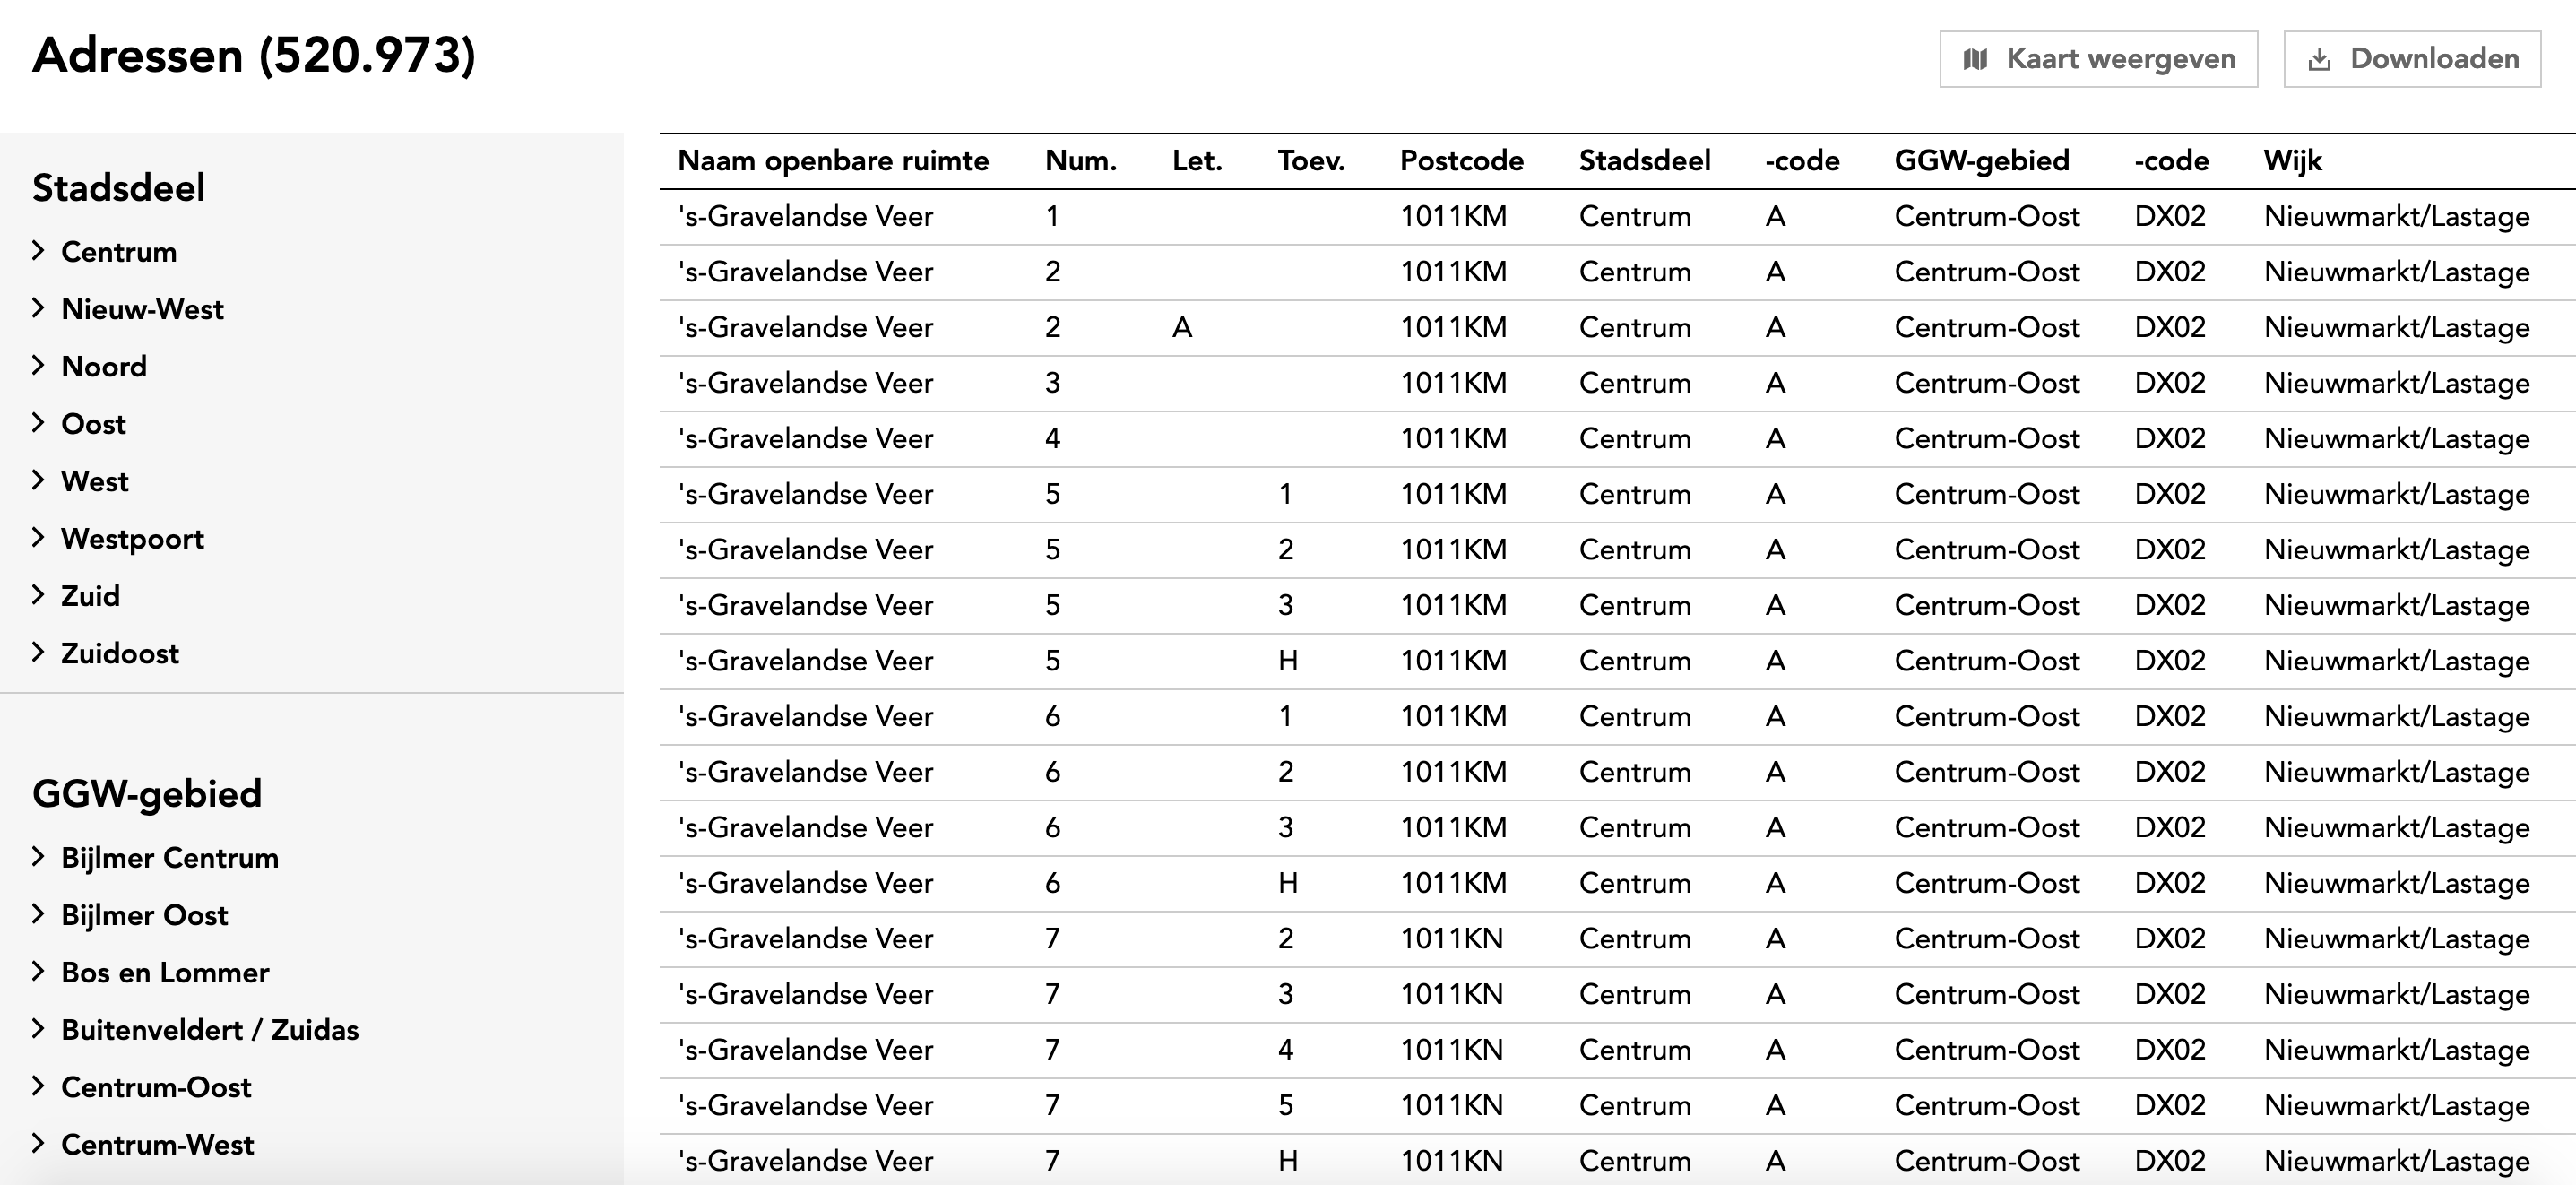 Adressen (520.973)
Kaart weergeven
Downloaden
Stadsdeel
Centrum
Nieuw-West
Noord
Oost
West
Westpoort
Zuid
Zuidoost
GGW-gebied
Bijlmer Centrum
Bijlmer Oost
Bos en Lommer
Buitenveldert / Zuidas
Centrum-Oost
Centrum-West
Naam openbare ruimte Num. Let. Toev. Postcode Stadsdeel -code GGW-gebied -code Wijk
's-Gravelandse Veer 1 1011KM Centrum A Centrum-Oost DX02 Nieuwmarkt/Lastage
's-Gravelandse Veer 2 1011KM Centrum A Centrum-Oost DX02 Nieuwmarkt/Lastage
's-Gravelandse Veer 2 A 1011KM Centrum A Centrum-Oost DX02 Nieuwmarkt/Lastage
's-Gravelandse Veer 3 1011KM Centrum A Centrum-Oost DX02 Nieuwmarkt/Lastage
's-Gravelandse Veer 4 1011KM Centrum A Centrum-Oost DX02 Nieuwmarkt/Lastage
's-Gravelandse Veer 5 1 1011KM Centrum A Centrum-Oost DX02 Nieuwmarkt/Lastage
's-Gravelandse Veer 5 2 1011KM Centrum A Centrum-Oost DX02 Nieuwmarkt/Lastage
's-Gravelandse Veer 5 3 1011KM Centrum A Centrum-Oost DX02 Nieuwmarkt/Lastage
's-Gravelandse Veer 5 H 1011KM Centrum A Centrum-Oost DX02 Nieuwmarkt/Lastage
's-Gravelandse Veer 6 1 1011KM Centrum A Centrum-Oost DX02 Nieuwmarkt/Lastage
's-Gravelandse Veer 6 2 1011KM Centrum A Centrum-Oost DX02 Nieuwmarkt/Lastage
's-Gravelandse Veer 6 3 1011KM Centrum A Centrum-Oost DX02 Nieuwmarkt/Lastage
's-Gravelandse Veer 6 H 1011KM Centrum A Centrum-Oost DX02 Nieuwmarkt/Lastage
's-Gravelandse Veer 7 2 1011KN Centrum A Centrum-Oost DX02 Nieuwmarkt/Lastage
's-Gravelandse Veer 7 3 1011KN Centrum A Centrum-Oost DX02 Nieuwmarkt/Lastage
's-Gravelandse Veer 7 4 1011KN Centrum A Centrum-Oost DX02 Nieuwmarkt/Lastage
's-Gravelandse Veer 7 5 1011KN Centrum A Centrum-Oost DX02 Nieuwmarkt/Lastage
's-Gravelandse Veer 7 H 1011KN Centrum A Centrum-Oost DX02 Nieuwmarkt/Lastage